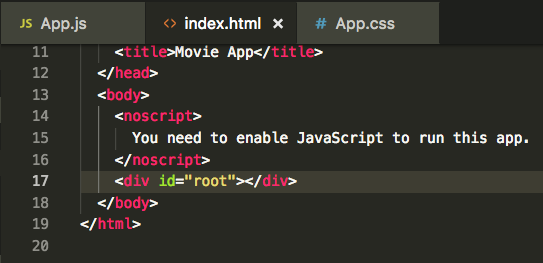 JS App.js <> index.html × # App.css
11 <title>Movie App</title>
12 </head>
13 <body>
14 <noscript>
15 You need to enable JavaScript to run this app.
16 </noscript>
17 <div id="root"></div>
18 </body>
19 </html>
20